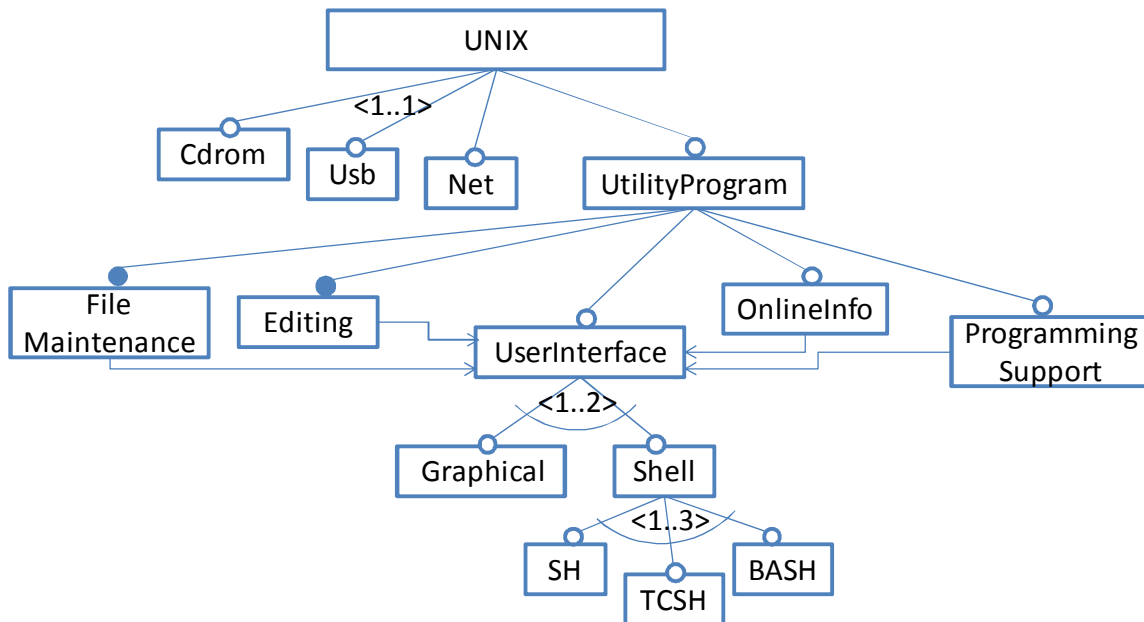 UNIX
<1..1>
Cdrom
Usb
Net
UtilityProgram
File
Maintenance
Editing
UserInterface
OnlineInfo
Programming
Support
<1..2>
Graphical
Shell
<1..3>
SH
TCSH
BASH